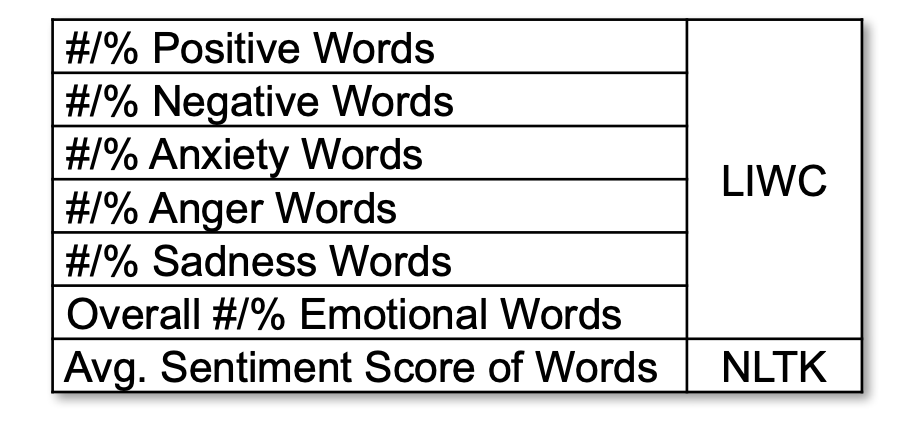 #/% Positive Words
#/% Negative Words
#/% Anxiety Words
#/% Anger Words
#/% Sadness Words
Overall #/% Emotional Words
LIWC
Avg. Sentiment Score of Words
NLTK